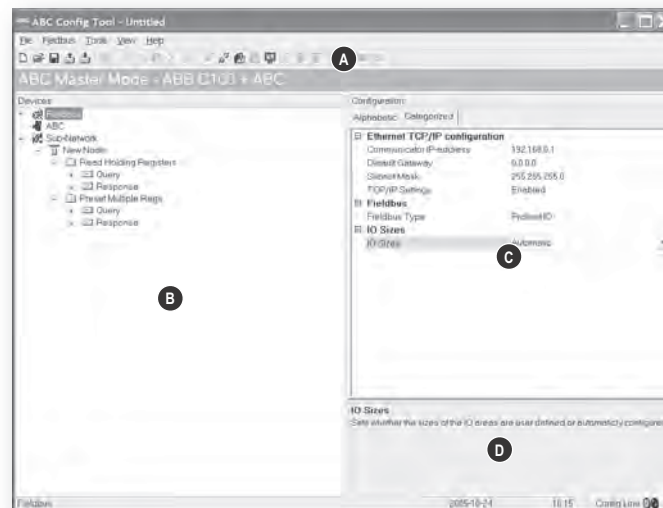 ABC Config Tool - Untitled
File Fieldbus Tools View Help
A
ABC Master Mode - ABB C100 + ABC
Devices
Fieldbus
ABC
Sub-Network
New Node
Read Holding Registers
Query
Response
Preset Multiple Regs
Query
Response
B
Configuration
Alphabetic Categorized
Ethernet TCP/IP configuration
Communicator IP-address 192.168.0.1
Default Gateway 0.0.0.0
Subnet Mask 255.255.255.0
TCP/IP Settings Enabled
Fieldbus
Fieldbus Type Profinet IO
IO Sizes
IO Sizes Automatic
C
IO Sizes
Sets whether the sizes of the IO areas are user defined or automaticly
D
Fieldbus
2005-10-24 10:15 Config Line